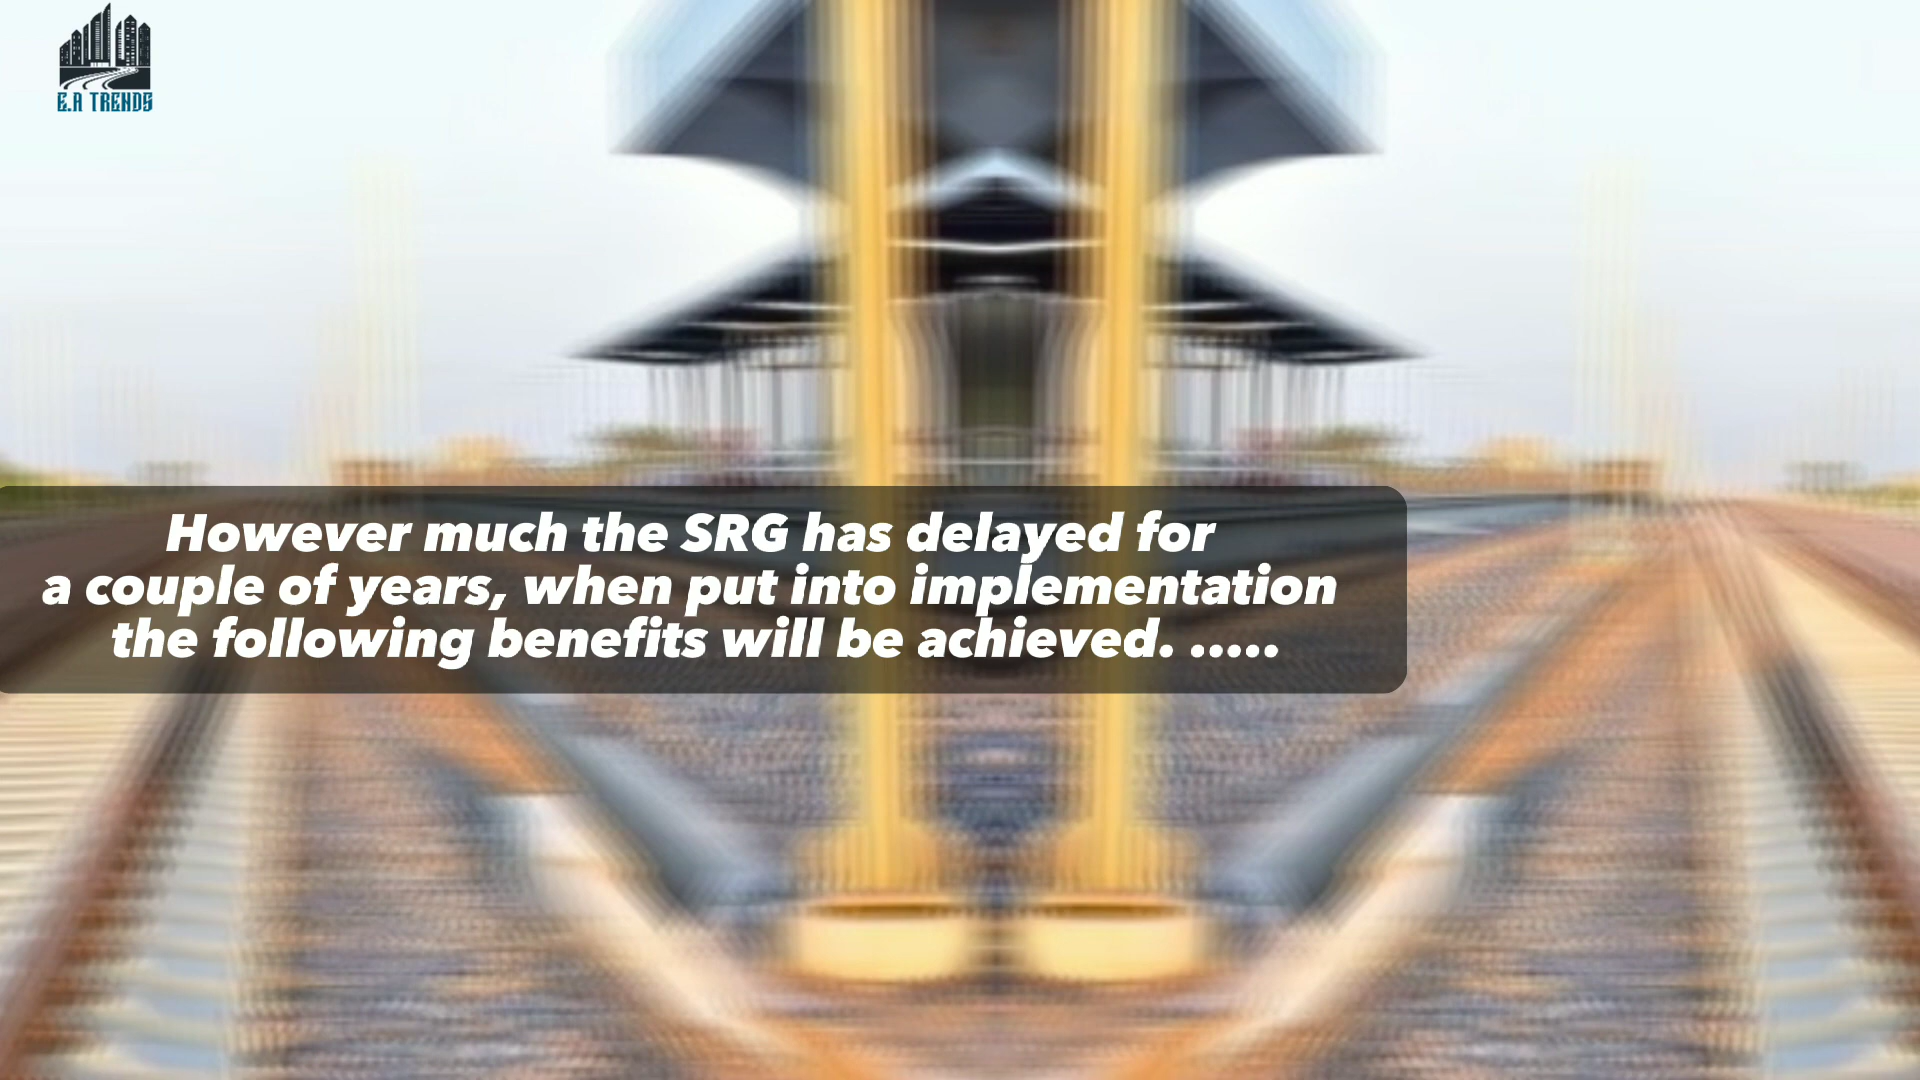 E.A TRENDS
However much the SRG has delayed for
a couple of years, when put into implementation
the following benefits will be achieved. .....